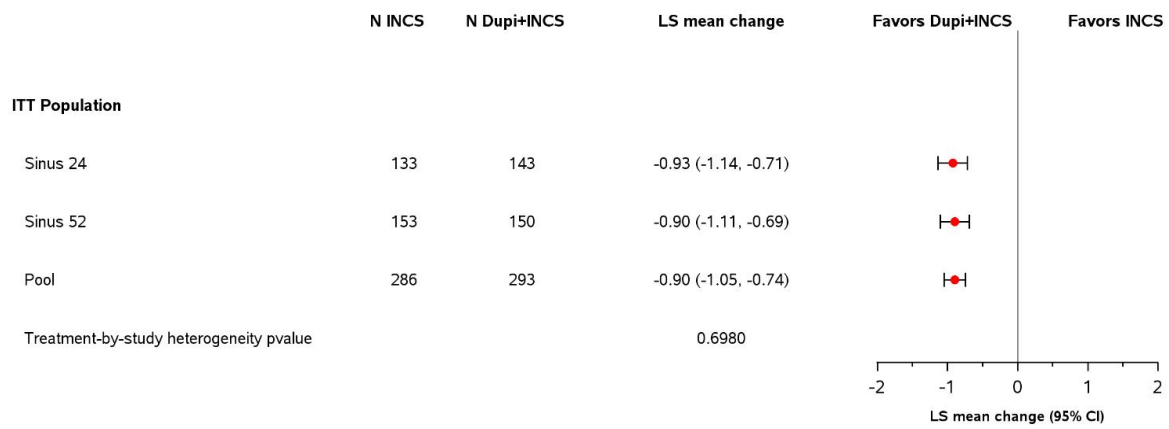 N INCS N Dupi+INCS LS mean change Favors Dupi+INCS Favors INCS
ITT Population
Sinus 24 133 143 -0.93 (-1.14, -0.71)
Sinus 52 153 150 -0.90 (-1.11, -0.69)
Pool 286 293 -0.90 (-1.05, -0.74)
Treatment-by-study heterogeneity pvalue 0.6980
-2 -1 0 1 2
LS mean change (95% CI)